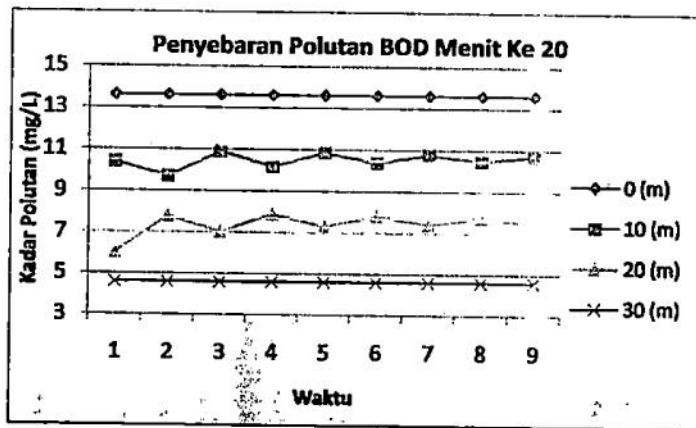 Penyebaran Polutan BOD Menit Ke 20
Kadar Polutan (mg/L)
15
13
11
9
7
5
3
1 2 3 4 5 6 7 8 9
Waktu
0 (m)
10 (m)
20 (m)
30 (m)